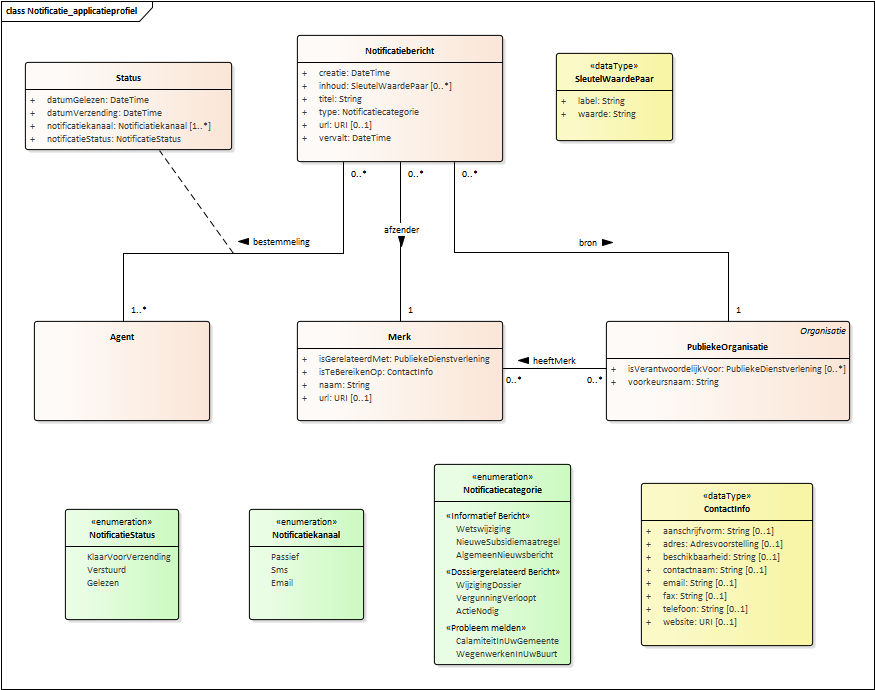 class Notificatie_applicatieprofiel
Status
+ datumGelezen: DateTime
+ datumVerzending: DateTime
+ notificatiekanaal: Notificiatiekanaal [1..*]
+ notificatieStatus: NotificatieStatus
Notificatiebericht
+ creatie: DateTime
+ inhoud: SleutelWaardePaar [0..*]
+ titel: String
+ type: Notificatiecategorie
+ url: URI [0..1]
+ vervalt: DateTime
«dataType»
SleutelWaardePaar
+ label: String
+ waarde: String
0..*
0..*
0..*
bestemmeling
afzender
bron
1..*
1
1
Agent
Merk
+ isGerelateerdMet: PubliekeDienstverlening
+ isTeBereikenOp: ContactInfo
+ naam: String
+ url: URI [0..1]
heeftMerk
0..*
0..*
Organisatie
PubliekeOrganisatie
+ isVerantwoordelijkVoor: PubliekeDienstverlening [0..*]
+ voorkeursnaam: String
«enumeration»
NotificatieStatus
KlaarVoorVerzending
Verstuurd
Gelezen
«enumeration»
Notificatiekanaal
Passief
Sms
Email
«enumeration»
Notificatiecategorie
«Informatief Bericht»
Wetswijziging
NieuweSubsidiemaatregel
AlgemeenNieuwsbericht
«Dossiergerelateerd Bericht»
WijzigingDossier
VergunningVerloopt
ActieNodig
«Probleem melden»
CalamiteitInUwGemeente
WegenwerkenInUwBuurt
«dataType»
ContactInfo
+ aanschrijfvorm: String [0..1]
+ adres: Adresvoorstelling [0..1]
+ beschikbaarheid: String [0..1]
+ contactnaam: String [0..1]
+ email: String [0..1]
+ fax: String [0..1]
+ telefoon: String [0..1]
+ website: URI [0..1]